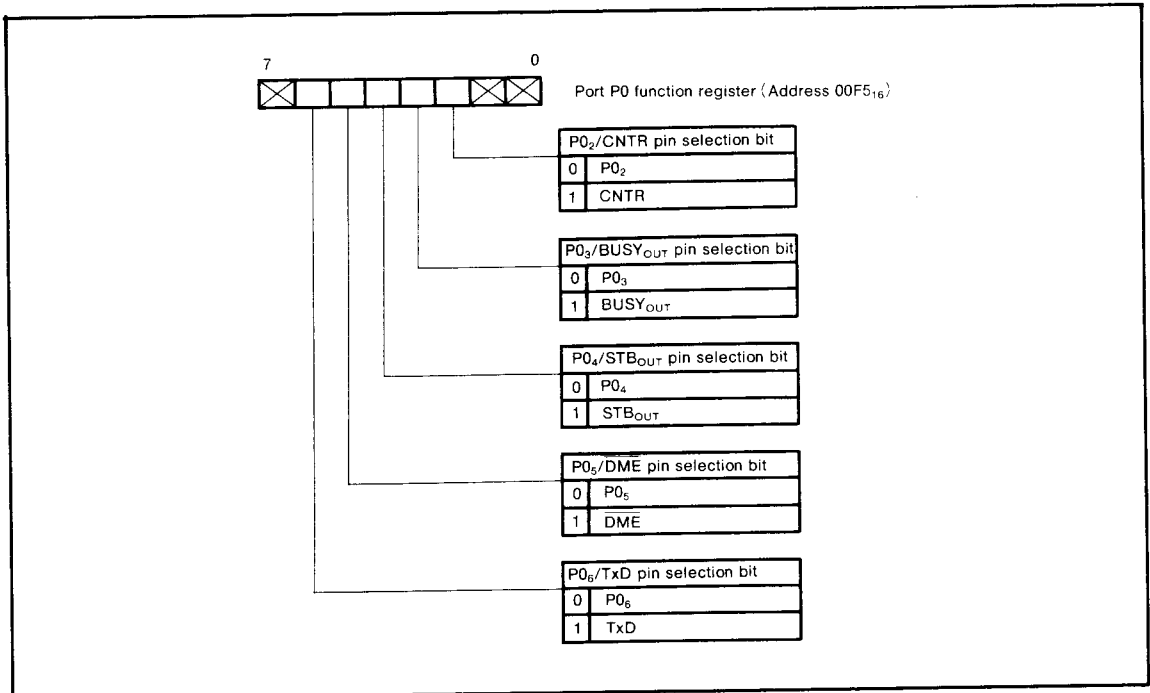 7 0
Port P0 function register (Address 00F5₁₆)
P0₂/CNTR pin selection bit
0 P0₂
1 CNTR
P0₃/BUSY_OUT pin selection bit
0 P0₃
1 BUSY_OUT
P0₄/STB_OUT pin selection bit
0 P0₄
1 STB_OUT
P0₅/D̅M̅E̅ pin selection bit
0 P0₅
1 D̅M̅E̅
P0₆/TxD pin selection bit
0 P0₆
1 TxD